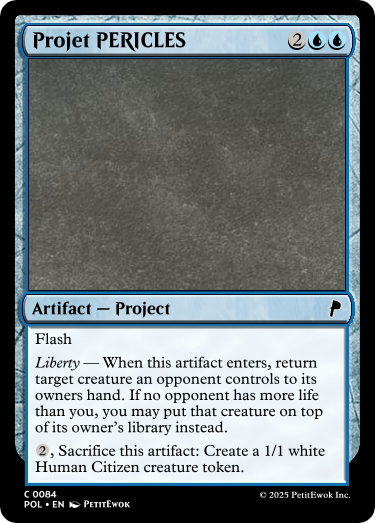 Projet PERICLES 2
Artifact — Project
Flash
Liberty — When this artifact enters, return
target creature an opponent controls to its
owners hand. If no opponent has more life
than you, you may put that creature on top
of its owner's library instead.
2, Sacrifice this artifact: Create a 1/1 white
Human Citizen creature token.
C 0084
POL • EN PetitEwok
© 2025 PetitEwok Inc.